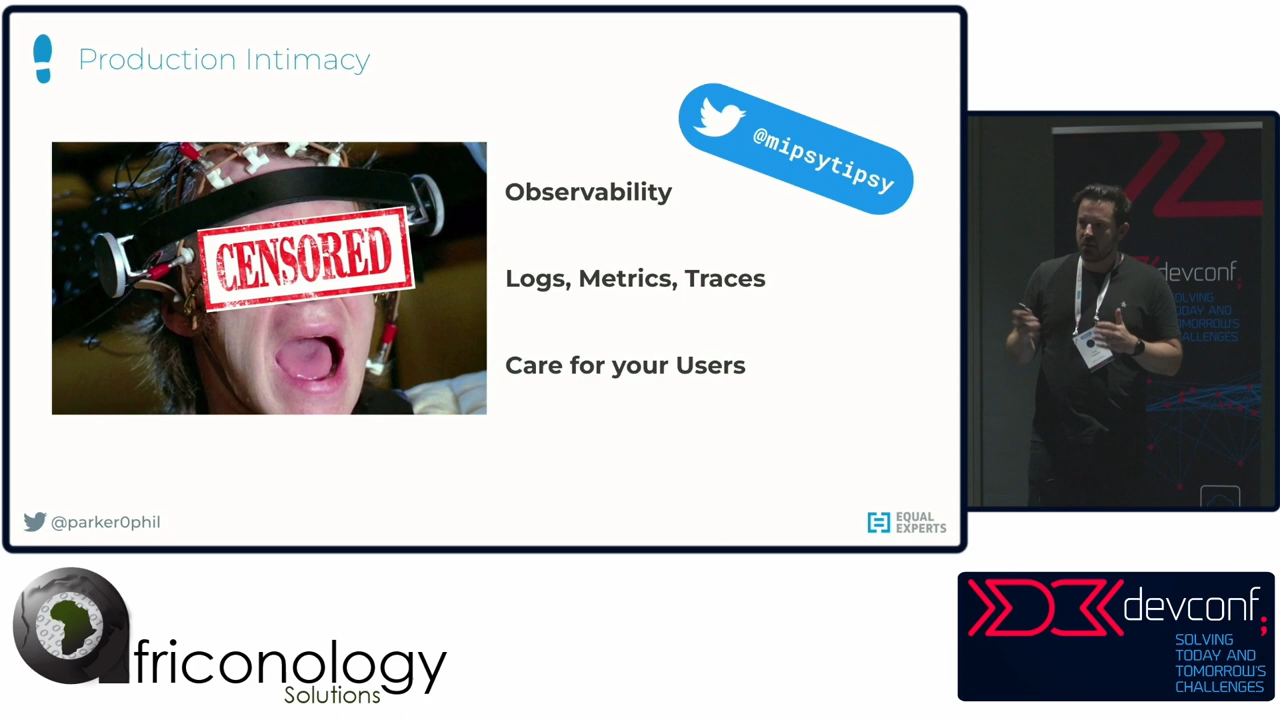 Production Intimacy
@mipsytipsy
CENSORED
Observability
Logs, Metrics, Traces
Care for your Users
@parker0phil
EQUAL
EXPERTS
devconf;
SOLVING
TODAY AND
TOMORROW'S
CHALLENGES
africonology
Solutions
devconf;
SOLVING
TODAY AND
TOMORROW'S
CHALLENGES